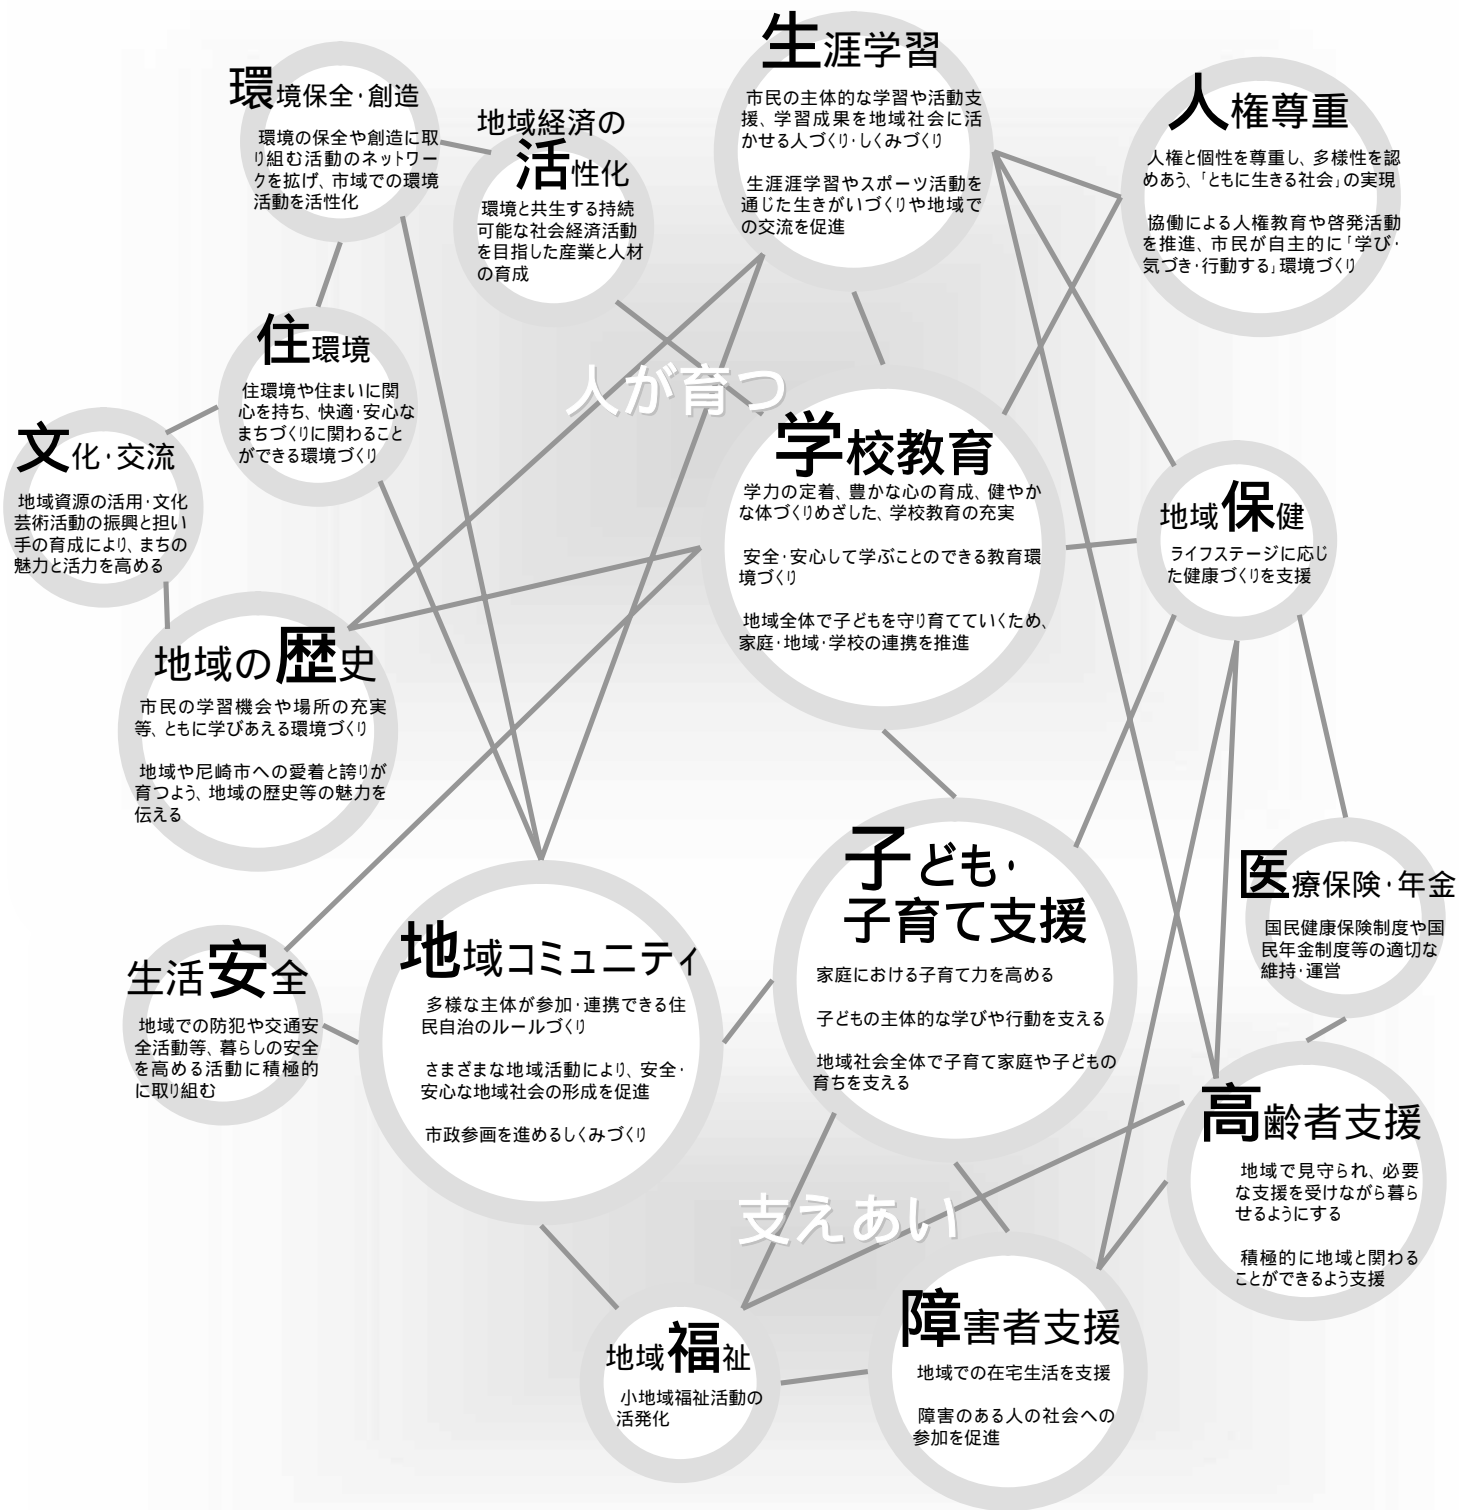 環境保全・創造
環境の保全や創造に取
り組む活動のネットワー
クを拡げ、市域での環境
活動を活性化
地域経済の
活性化
環境と共生する持続
可能な社会経済活動
を目指した産業と人材
の育成
生涯学習
市民の主体的な学習や活動支
援、学習成果を地域社会に活
かせる人づくり・しくみづくり
生涯涯学習やスポーツ活動を
通じた生きがいづくりや地域で
の交流を促進
人権尊重
人権と個性を尊重し、多様性を認
めあう、「ともに生きる社会」の実現
協働による人権教育や啓発活動
を推進、市民が自主的に「学び・
気づき・行動する」環境づくり
住環境
住環境や住まいに関
心を持ち、快適・安心な
まちづくりに関わること
ができる環境づくり
人が育つ
文化・交流
地域資源の活用・文化
芸術活動の振興と担い
手の育成により、まちの
魅力と活力を高める
学校教育
学力の定着、豊かな心の育成、健やか
な体づくりめざした、学校教育の充実
安全・安心して学ぶことのできる教育環
境づくり
地域全体で子どもを守り育てていくため、
家庭・地域・学校の連携を推進
地域保健
ライフステージに応じ
た健康づくりを支援
地域の歴史
市民の学習機会や場所の充実
等、ともに学びあえる環境づくり
地域や尼崎市への愛着と誇りが
育つよう、地域の歴史等の魅力を
伝える
子ども・
子育て支援
家庭における子育て力を高める
子どもの主体的な学びや行動を支える
地域社会全体で子育て家庭や子どもの
育ちを支える
医療保険・年金
国民健康保険制度や国
民年金制度等の適切な
維持・運営
生活安全
地域での防犯や交通安
全活動等、暮らしの安全
を高める活動に積極的
に取り組む
地域コミュニティ
多様な主体が参加・連携できる住
民自治のルールづくり
さまざまな地域活動により、安全・
安心な地域社会の形成を促進
市政参画を進めるしくみづくり
高齢者支援
地域で見守られ、必要
な支援を受けながら暮ら
せるようにする
積極的に地域と関わる
ことができるよう支援
支えあい
地域福祉
小地域福祉活動の
活発化
障害者支援
地域での在宅生活を支援
障害のある人の社会への
参加を促進